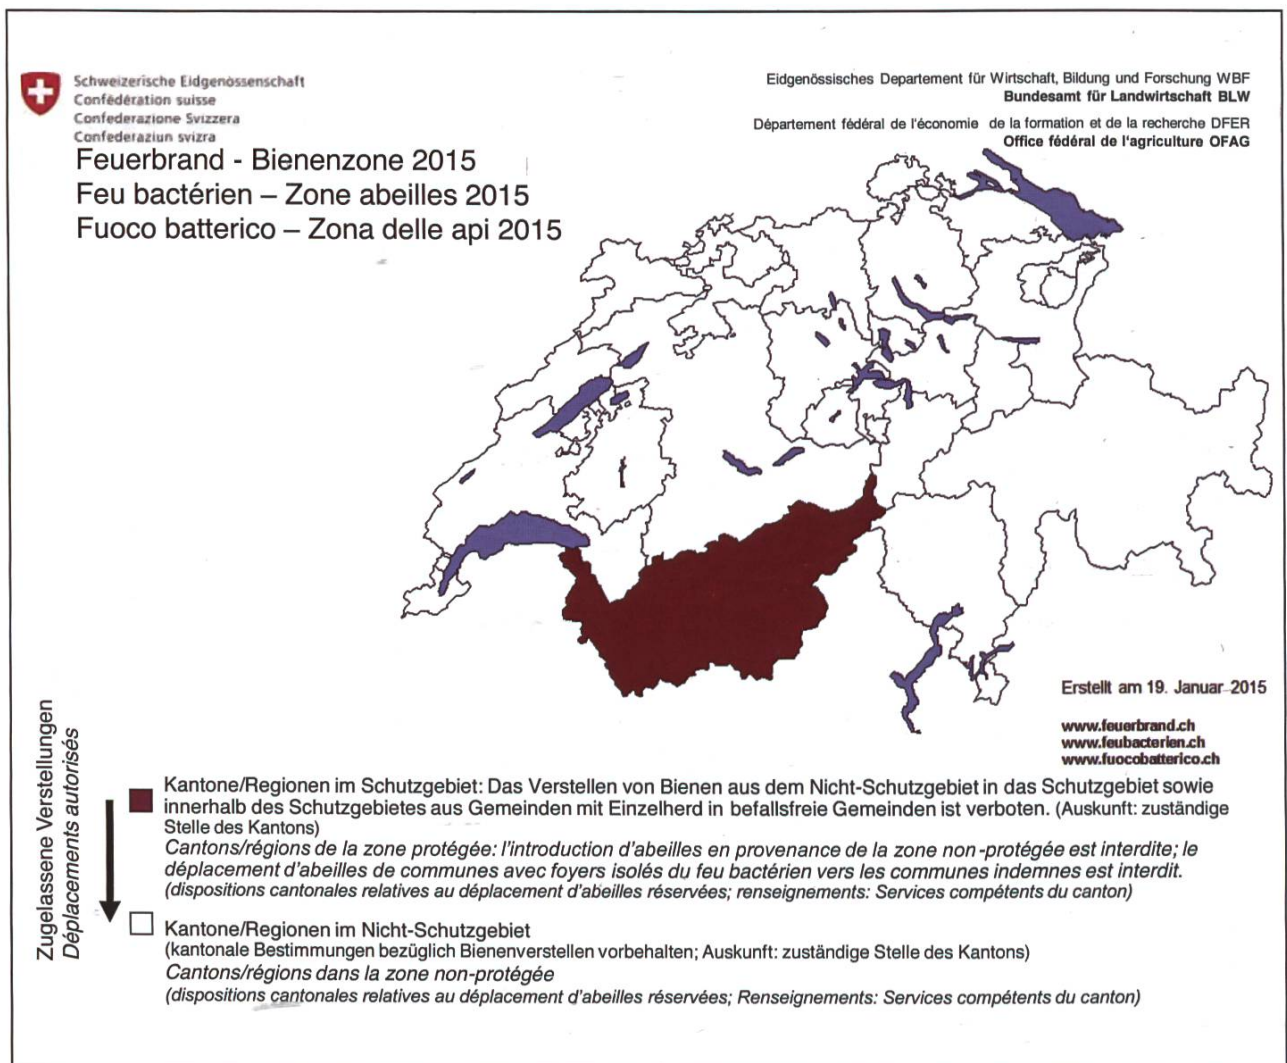 Schweizerische Eidgenossenschaft
Confédération suisse
Confederazione Svizzera
Confederaziun svizra
Eidgenössisches Departement für Wirtschaft, Bildung und Forschung WBF
Bundesamt für Landwirtschaft BLW
Département fédéral de l'économie de la formation et de la recherche DFER
Office fédéral de l'agriculture OFAG
Feuerbrand - Bienenzone 2015
Feu bactérien – Zone abeilles 2015
Fuoco batterico – Zona delle api 2015
Erstellt am 19. Januar 2015
www.feuerbrand.ch
www.feubacterien.ch
www.fuocobatterico.ch
Zugelassene Verstellungen
Déplacements autorisés
Kantone/Regionen im Schutzgebiet: Das Verstellen von Bienen aus dem Nicht-Schutzgebiet in das Schutzgebiet sowie
innerhalb des Schutzgebietes aus Gemeinden mit Einzelherd in befallsfreie Gemeinden ist verboten. (Auskunft: zuständige
Stelle des Kantons)
Cantons/régions de la zone protégée: l'introduction d'abeilles en provenance de la zone non-protégée est interdite; le
déplacement d'abeilles de communes avec foyers isolés du feu bactérien vers les communes indemnes est interdit.
(dispositions cantonales relatives au déplacement d'abeilles réservées; renseignements: Services compétents du canton)
Kantone/Regionen im Nicht-Schutzgebiet
(kantonale Bestimmungen bezüglich Bienenverstellen vorbehalten; Auskunft: zuständige Stelle des Kantons)
Cantons/régions dans la zone non-protégée
(dispositions cantonales relatives au déplacement d'abeilles réservées; Renseignements: Services compétents du canton)